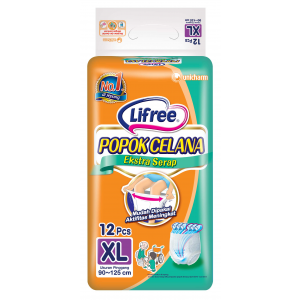 12 Pcs
XL
unicharm
No.1
Lifree
POPOK CELANA
Ekstra Serap
Mudah Dipakai
Aktifitas Meningkat
12 Pcs
XL
Ukuran Pinggang
90~125 cm